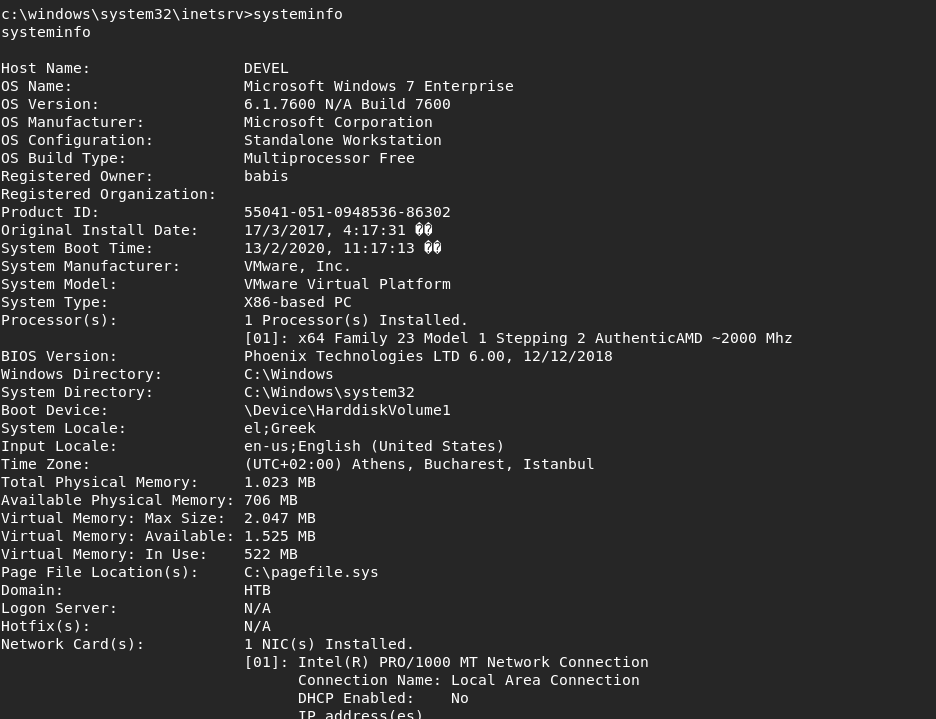 c:\windows\system32\inetsrv>systeminfo
systeminfo
Host Name: DEVEL
OS Name: Microsoft Windows 7 Enterprise
OS Version: 6.1.7600 N/A Build 7600
OS Manufacturer: Microsoft Corporation
OS Configuration: Standalone Workstation
OS Build Type: Multiprocessor Free
Registered Owner: babis
Registered Organization:
Product ID: 55041-051-0948536-86302
Original Install Date: 17/3/2017, 4:17:31 ��
System Boot Time: 13/2/2020, 11:17:13 ��
System Manufacturer: VMware, Inc.
System Model: VMware Virtual Platform
System Type: X86-based PC
Processor(s): 1 Processor(s) Installed.
[01]: x64 Family 23 Model 1 Stepping 2 AuthenticAMD ~2000 Mhz
BIOS Version: Phoenix Technologies LTD 6.00, 12/12/2018
Windows Directory: C:\Windows
System Directory: C:\Windows\system32
Boot Device: \Device\HarddiskVolume1
System Locale: el;Greek
Input Locale: en-us;English (United States)
Time Zone: (UTC+02:00) Athens, Bucharest, Istanbul
Total Physical Memory: 1.023 MB
Available Physical Memory: 706 MB
Virtual Memory: Max Size: 2.047 MB
Virtual Memory: Available: 1.525 MB
Virtual Memory: In Use: 522 MB
Page File Location(s): C:\pagefile.sys
Domain: HTB
Logon Server: N/A
Hotfix(s): N/A
Network Card(s): 1 NIC(s) Installed.
[01]: Intel(R) PRO/1000 MT Network Connection
Connection Name: Local Area Connection
DHCP Enabled: No
IP address(es)